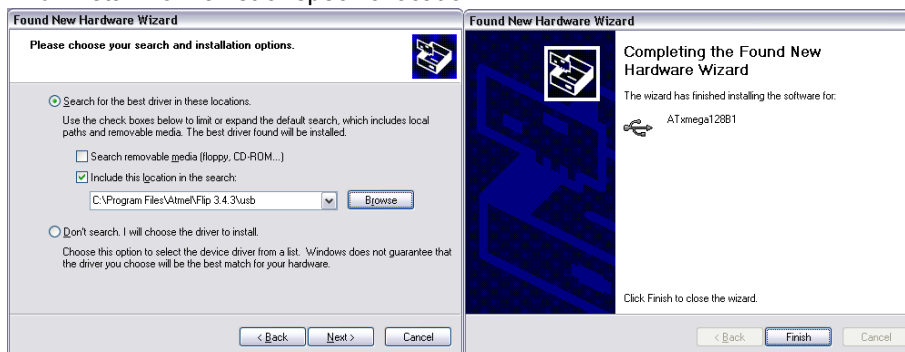 Found New Hardware Wizard
Please choose your search and installation options.
Search for the best driver in these locations.
Use the check boxes below to limit or expand the default search, which includes local
paths and removable media. The best driver found will be installed.
Search removable media (floppy, CD-ROM...)
Include this location in the search:
C:\Program Files\Atmel\Flip 3.4.3\usb
Browse
Don't search. I will choose the driver to install.
Choose this option to select the device driver from a list. Windows does not guarantee that
the driver you choose will be the best match for your hardware.
< Back
Next >
Cancel
Found New Hardware Wizard
Completing the Found New
Hardware Wizard
The wizard has finished installing the software for:
ATxmega128B1
Click Finish to close the wizard.
< Back
Finish
Cancel